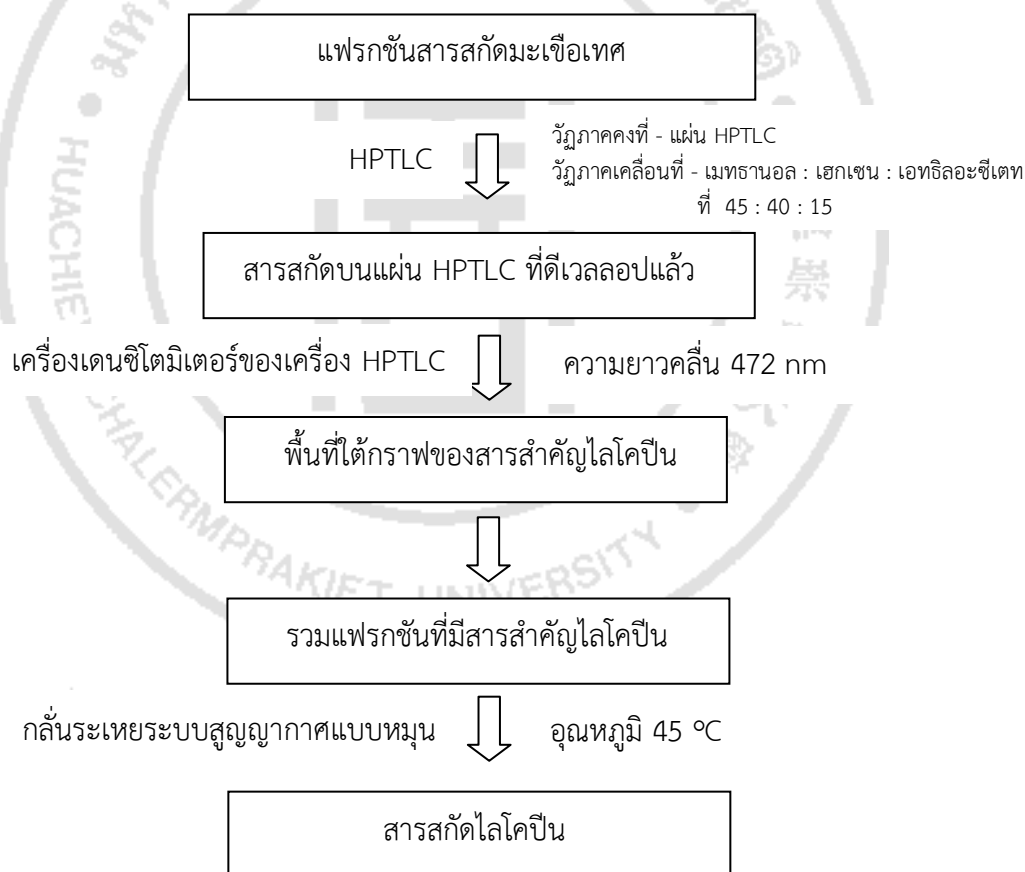 แฟรกชันสารสกัดมะเขือเทศ
HPTLC
วัฏภาคคงที่ - แผ่น HPTLC
วัฏภาคเคลื่อนที่ - เมทธานอล : เฮกเซน : เอทธิลอะซีเตท
ที่ 45 : 40 : 15
สารสกัดบนแผ่น HPTLC ที่ดีเวลลอปแล้ว
เครื่องเดนซิโตมิเตอร์ของเครื่อง HPTLC
ความยาวคลื่น 472 nm
พื้นที่ใต้กราฟของสารสำคัญไลโคปีน
รวมแฟรกชันที่มีสารสำคัญไลโคปีน
กลั่นระเหยระบบสูญญากาศแบบหมุน
อุณหภูมิ 45 ºC
สารสกัดไลโคปีน
HUACHIEW CHALERMPRAKIET UNIVERSITY